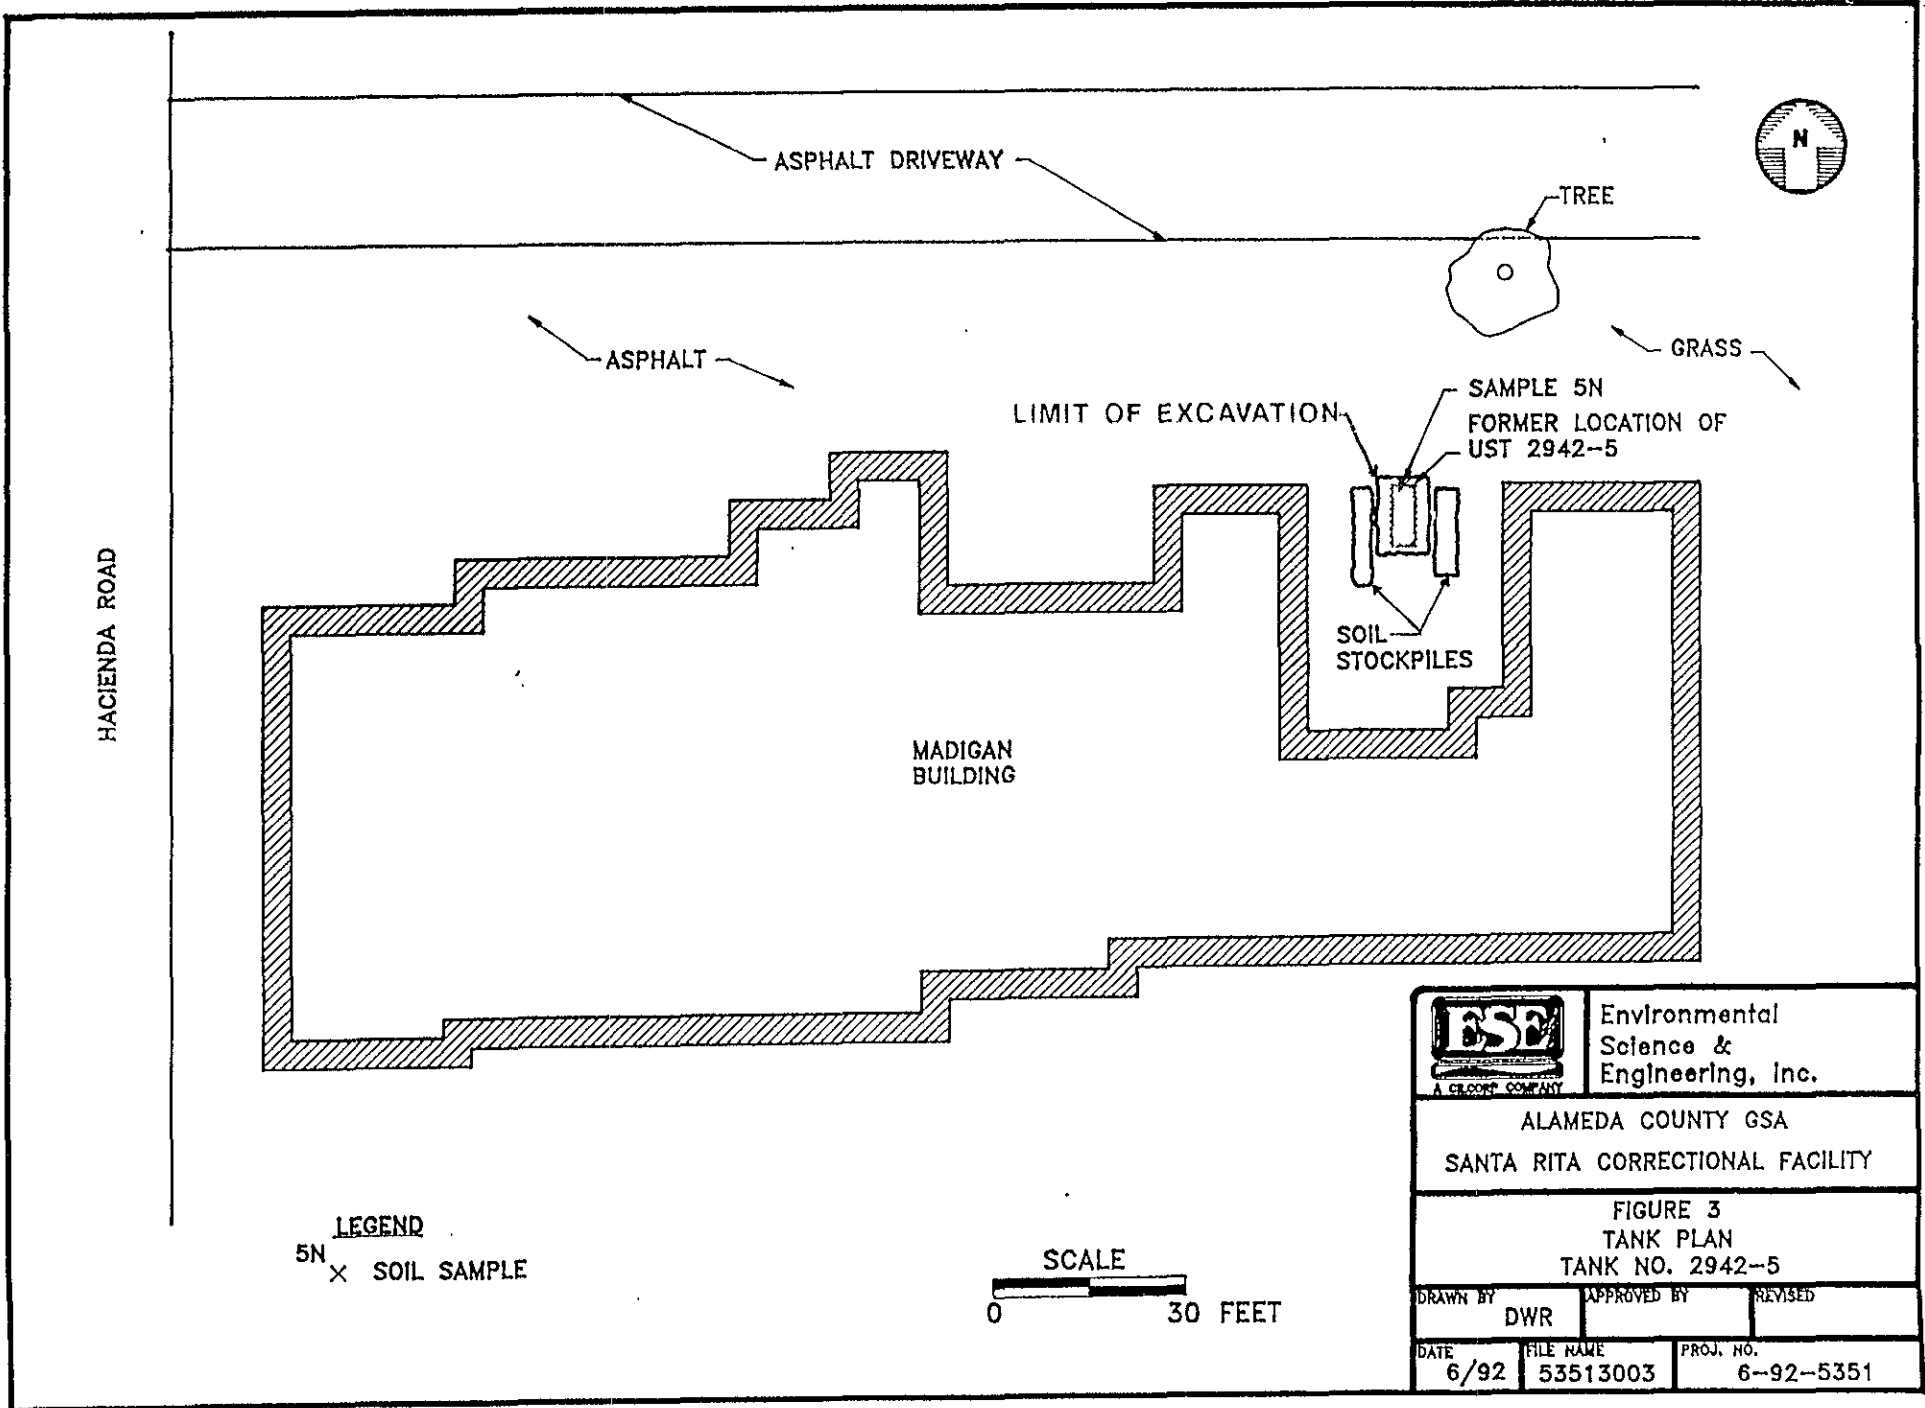 N
ASPHALT DRIVEWAY
TREE
ASPHALT
GRASS
LIMIT OF EXCAVATION
SAMPLE 5N
FORMER LOCATION OF
UST 2942-5
HACIENDA ROAD
SOIL
STOCKPILES
MADIGAN
BUILDING
LEGEND
5N
× SOIL SAMPLE
SCALE
0 30 FEET
ESE
A CILCORP COMPANY
Environmental
Science &
Engineering, Inc.
ALAMEDA COUNTY GSA
SANTA RITA CORRECTIONAL FACILITY
FIGURE 3
TANK PLAN
TANK NO. 2942-5
DRAWN BY DWR
APPROVED BY
REVISED
DATE 6/92
FILE NAME 53513003
PROJ. NO. 6-92-5351